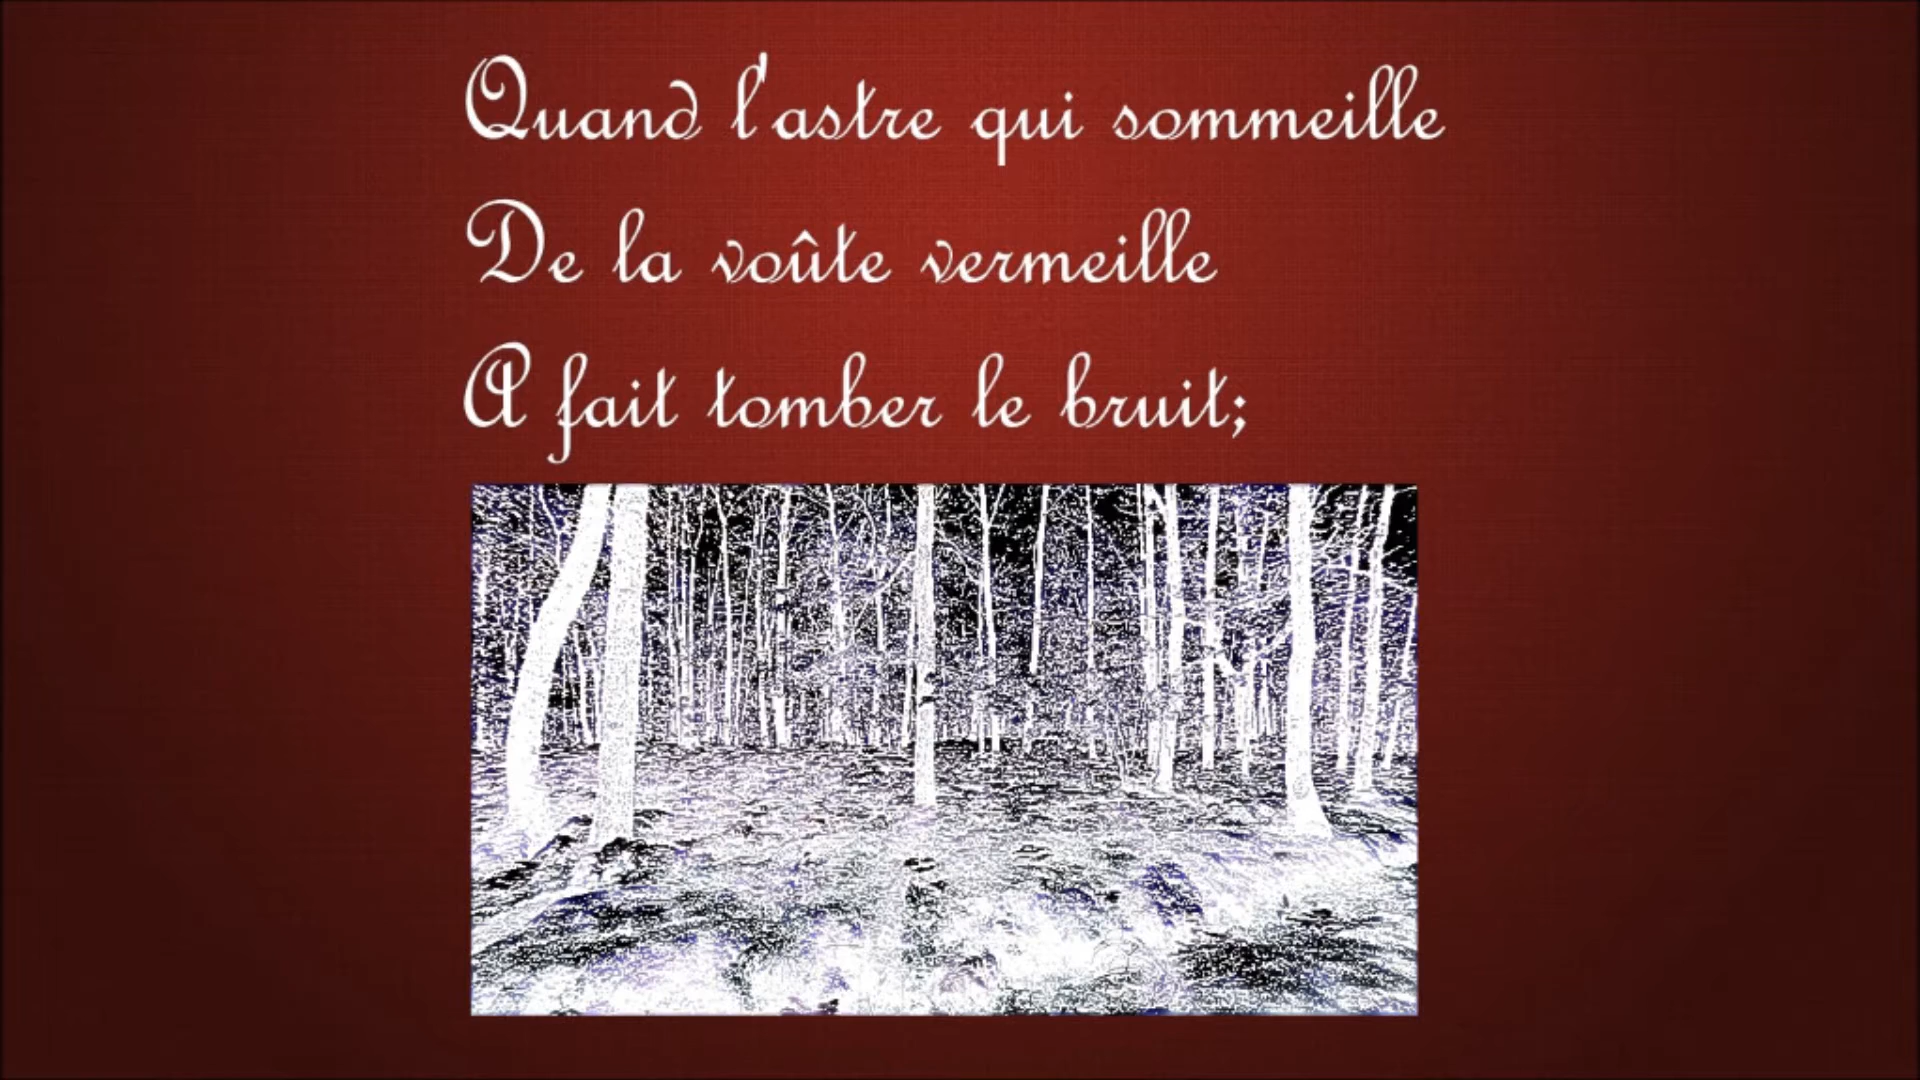 Quand l'astre qui sommeille
De la voûte vermeille
A fait tomber le bruit;